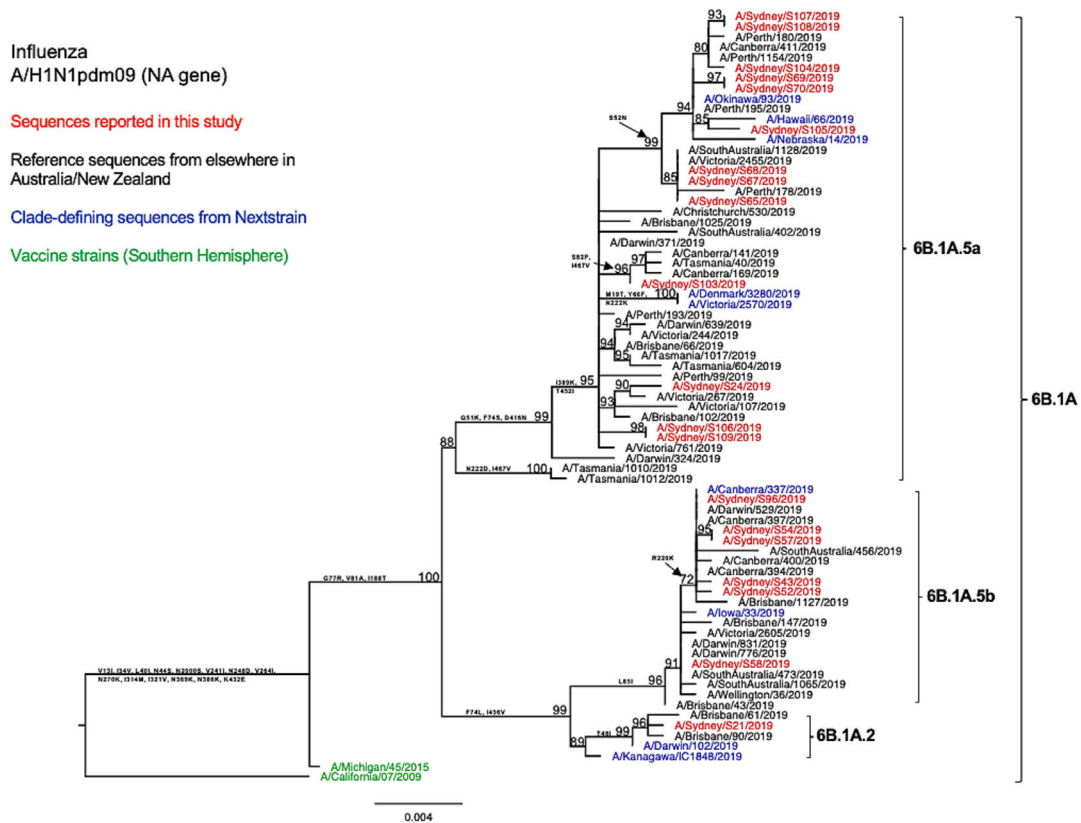 Influenza
A/H1N1pdm09 (NA gene)
Sequences reported in this study
Reference sequences from elsewhere in
Australia/New Zealand
Clade-defining sequences from Nextstrain
Vaccine strains (Southern Hemisphere)
93
A/Sydney/S107/2019
A/Sydney/S108/2019
A/Perth/180/2019
80
A/Canberra/411/2019
A/Perth/1154/2019
A/Sydney/S104/2019
97
A/Sydney/S69/2019
A/Sydney/S70/2019
A/Okinawa/93/2019
94
A/Perth/195/2019
85
A/Hawaii/66/2019
A/Sydney/S105/2019
A/Nebraska/14/2019
S52N
99
A/SouthAustralia/1128/2019
A/Victoria/2455/2019
A/Sydney/S68/2019
85
A/Sydney/S67/2019
A/Perth/178/2019
A/Sydney/S65/2019
A/Christchurch/530/2019
A/Brisbane/1025/2019
A/SouthAustralia/402/2019
A/Darwin/371/2019
6B.1A.5a
S82P,
I467V
96
97
A/Canberra/141/2019
A/Tasmania/40/2019
A/Canberra/169/2019
A/Sydney/S103/2019
M19T, Y66F,
N222K
100
A/Denmark/3280/2019
A/Victoria/2570/2019
A/Perth/193/2019
94
A/Darwin/639/2019
A/Victoria/244/2019
94
A/Brisbane/66/2019
95
A/Tasmania/1017/2019
A/Tasmania/604/2019
A/Perth/99/2019
I389K,
T452I
95
90
A/Sydney/S24/2019
A/Victoria/267/2019
93
A/Victoria/107/2019
A/Brisbane/102/2019
98
A/Sydney/S106/2019
A/Sydney/S109/2019
A/Victoria/761/2019
A/Darwin/324/2019
6B.1A
Q51K, F74S, D416N
99
88
N222D, I467V
100
A/Tasmania/1010/2019
A/Tasmania/1012/2019
A/Canberra/337/2019
A/Sydney/S96/2019
A/Darwin/529/2019
A/Canberra/397/2019
95
A/Sydney/S54/2019
A/Sydney/S57/2019
A/SouthAustralia/456/2019
A/Canberra/400/2019
R220K
A/Canberra/394/2019
72
A/Sydney/S43/2019
A/Sydney/S52/2019
A/Brisbane/1127/2019
6B.1A.5b
A/Iowa/33/2019
A/Brisbane/147/2019
A/Victoria/2605/2019
A/Darwin/831/2019
A/Darwin/776/2019
91
A/Sydney/S58/2019
A/SouthAustralia/473/2019
A/SouthAustralia/1065/2019
A/Wellington/36/2019
L85I
96
A/Brisbane/43/2019
G77R, V81A, I188T
100
F74L, I436V
99
A/Brisbane/61/2019
96
A/Sydney/S21/2019
T48I
99
A/Brisbane/90/2019
6B.1A.2
89
A/Darwin/102/2019
A/Kanagawa/IC1848/2019
V13I, I34V, L40I, N44S, N200S, V241I, N248D, V264I,
N270K, I314M, I321V, N369K, N386K, K432E
A/Michigan/45/2015
A/California/07/2009
0.004